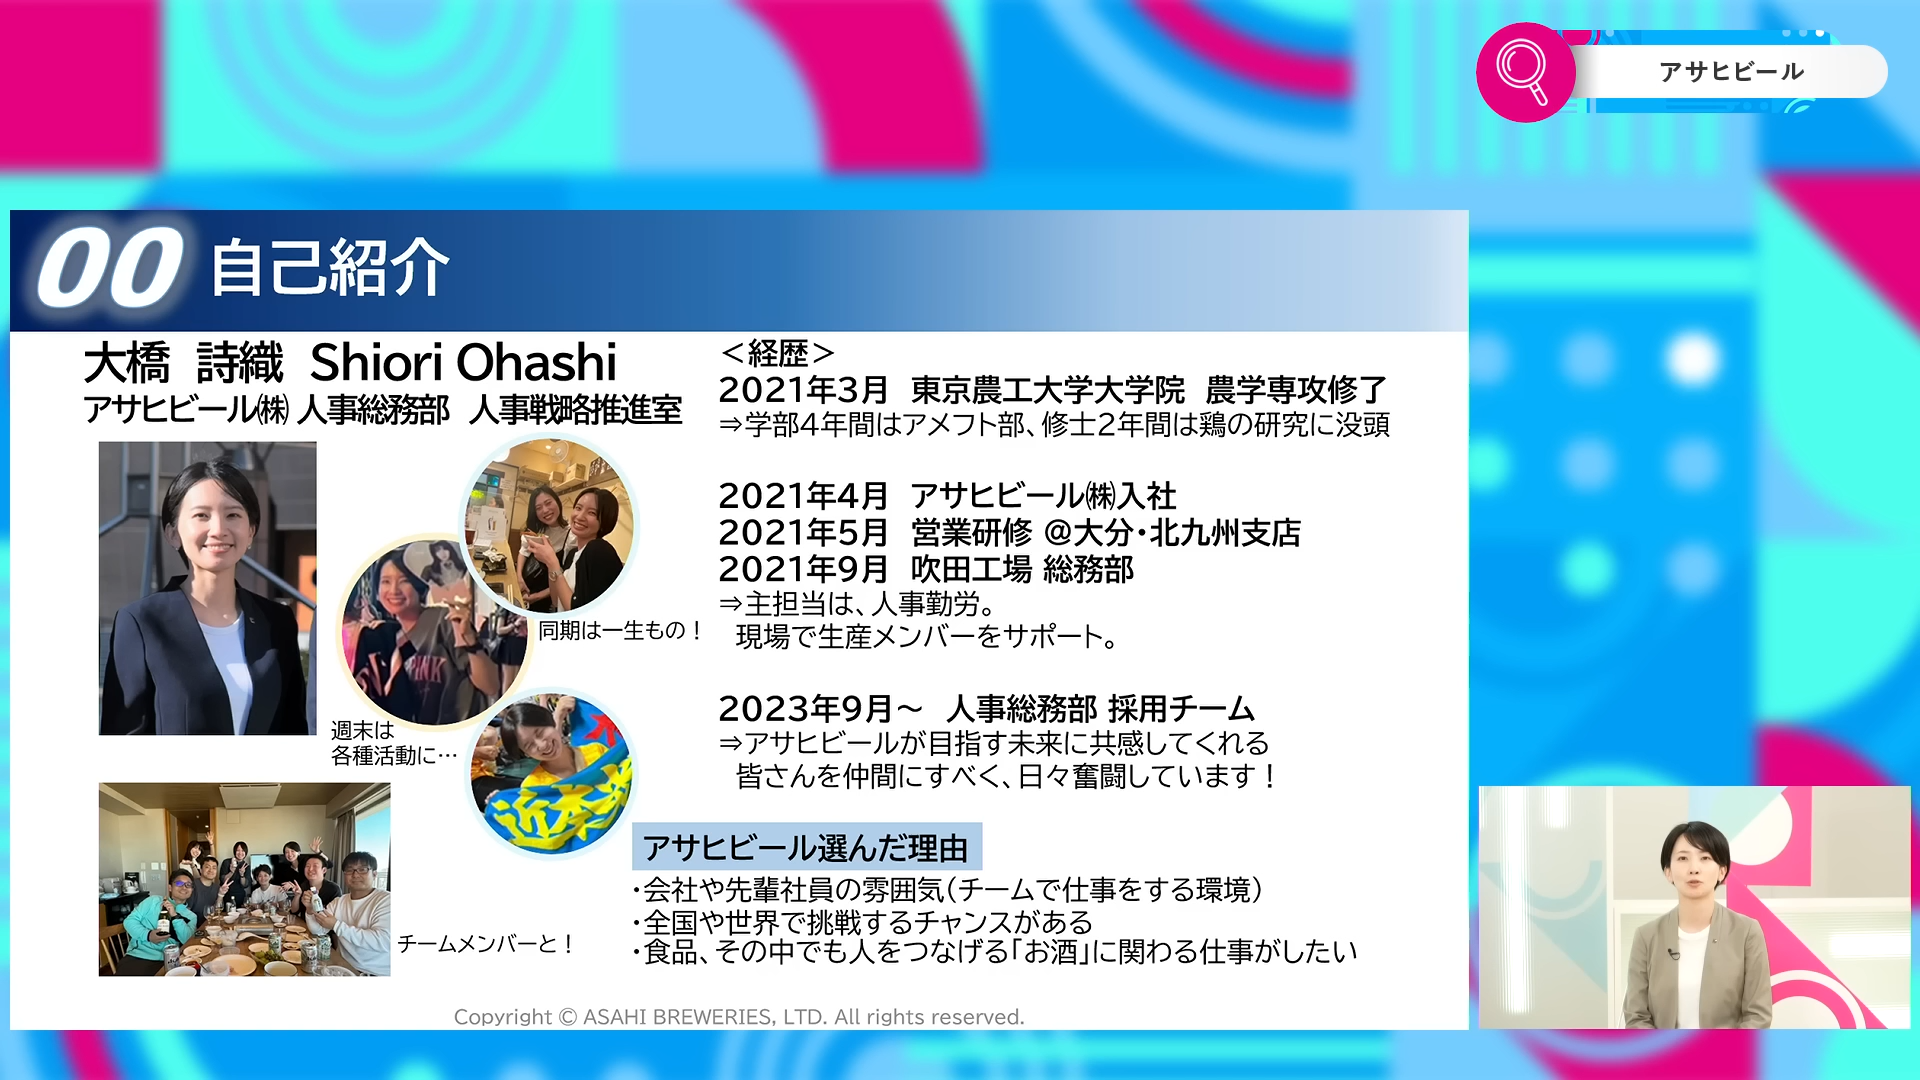 アサヒビール
00 自己紹介
大橋 詩織 Shiori Ohashi
アサヒビール㈱ 人事総務部 人事戦略推進室
同期は一生もの！
週末は
各種活動に…
近本
PINK
チームメンバーと！
＜経歴＞
2021年3月 東京農工大学大学院 農学専攻修了
⇒学部4年間はアメフト部、修士2年間は鶏の研究に没頭
2021年4月 アサヒビール㈱入社
2021年5月 営業研修 @大分・北九州支店
2021年9月 吹田工場 総務部
⇒主担当は、人事勤労。
現場で生産メンバーをサポート。
2023年9月～ 人事総務部 採用チーム
⇒アサヒビールが目指す未来に共感してくれる
皆さんを仲間にすべく、日々奮闘しています！
アサヒビール選んだ理由
・会社や先輩社員の雰囲気（チームで仕事をする環境）
・全国や世界で挑戦するチャンスがある
・食品、その中でも人をつなげる「お酒」に関わる仕事がしたい
Copyright © ASAHI BREWERIES, LTD. All rights reserved.